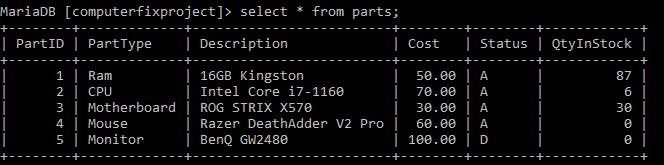 MariaDB [computerfixproject]> select * from parts;
+--------+-------------+-------------------------+--------+--------+------------+
| PartID | PartType    | Description             | Cost   | Status | QtyInStock |
+--------+-------------+-------------------------+--------+--------+------------+
|      1 | Ram         | 16GB Kingston           |  50.00 | A      |         87 |
|      2 | CPU         | Intel Core i7-1160      |  70.00 | A      |          6 |
|      3 | Motherboard | ROG STRIX X570          |  30.00 | A      |         30 |
|      4 | Mouse       | Razer DeathAdder V2 Pro |  60.00 | A      |          0 |
|      5 | Monitor     | BenQ GW2480             | 100.00 | D      |          0 |
+--------+-------------+-------------------------+--------+--------+------------+